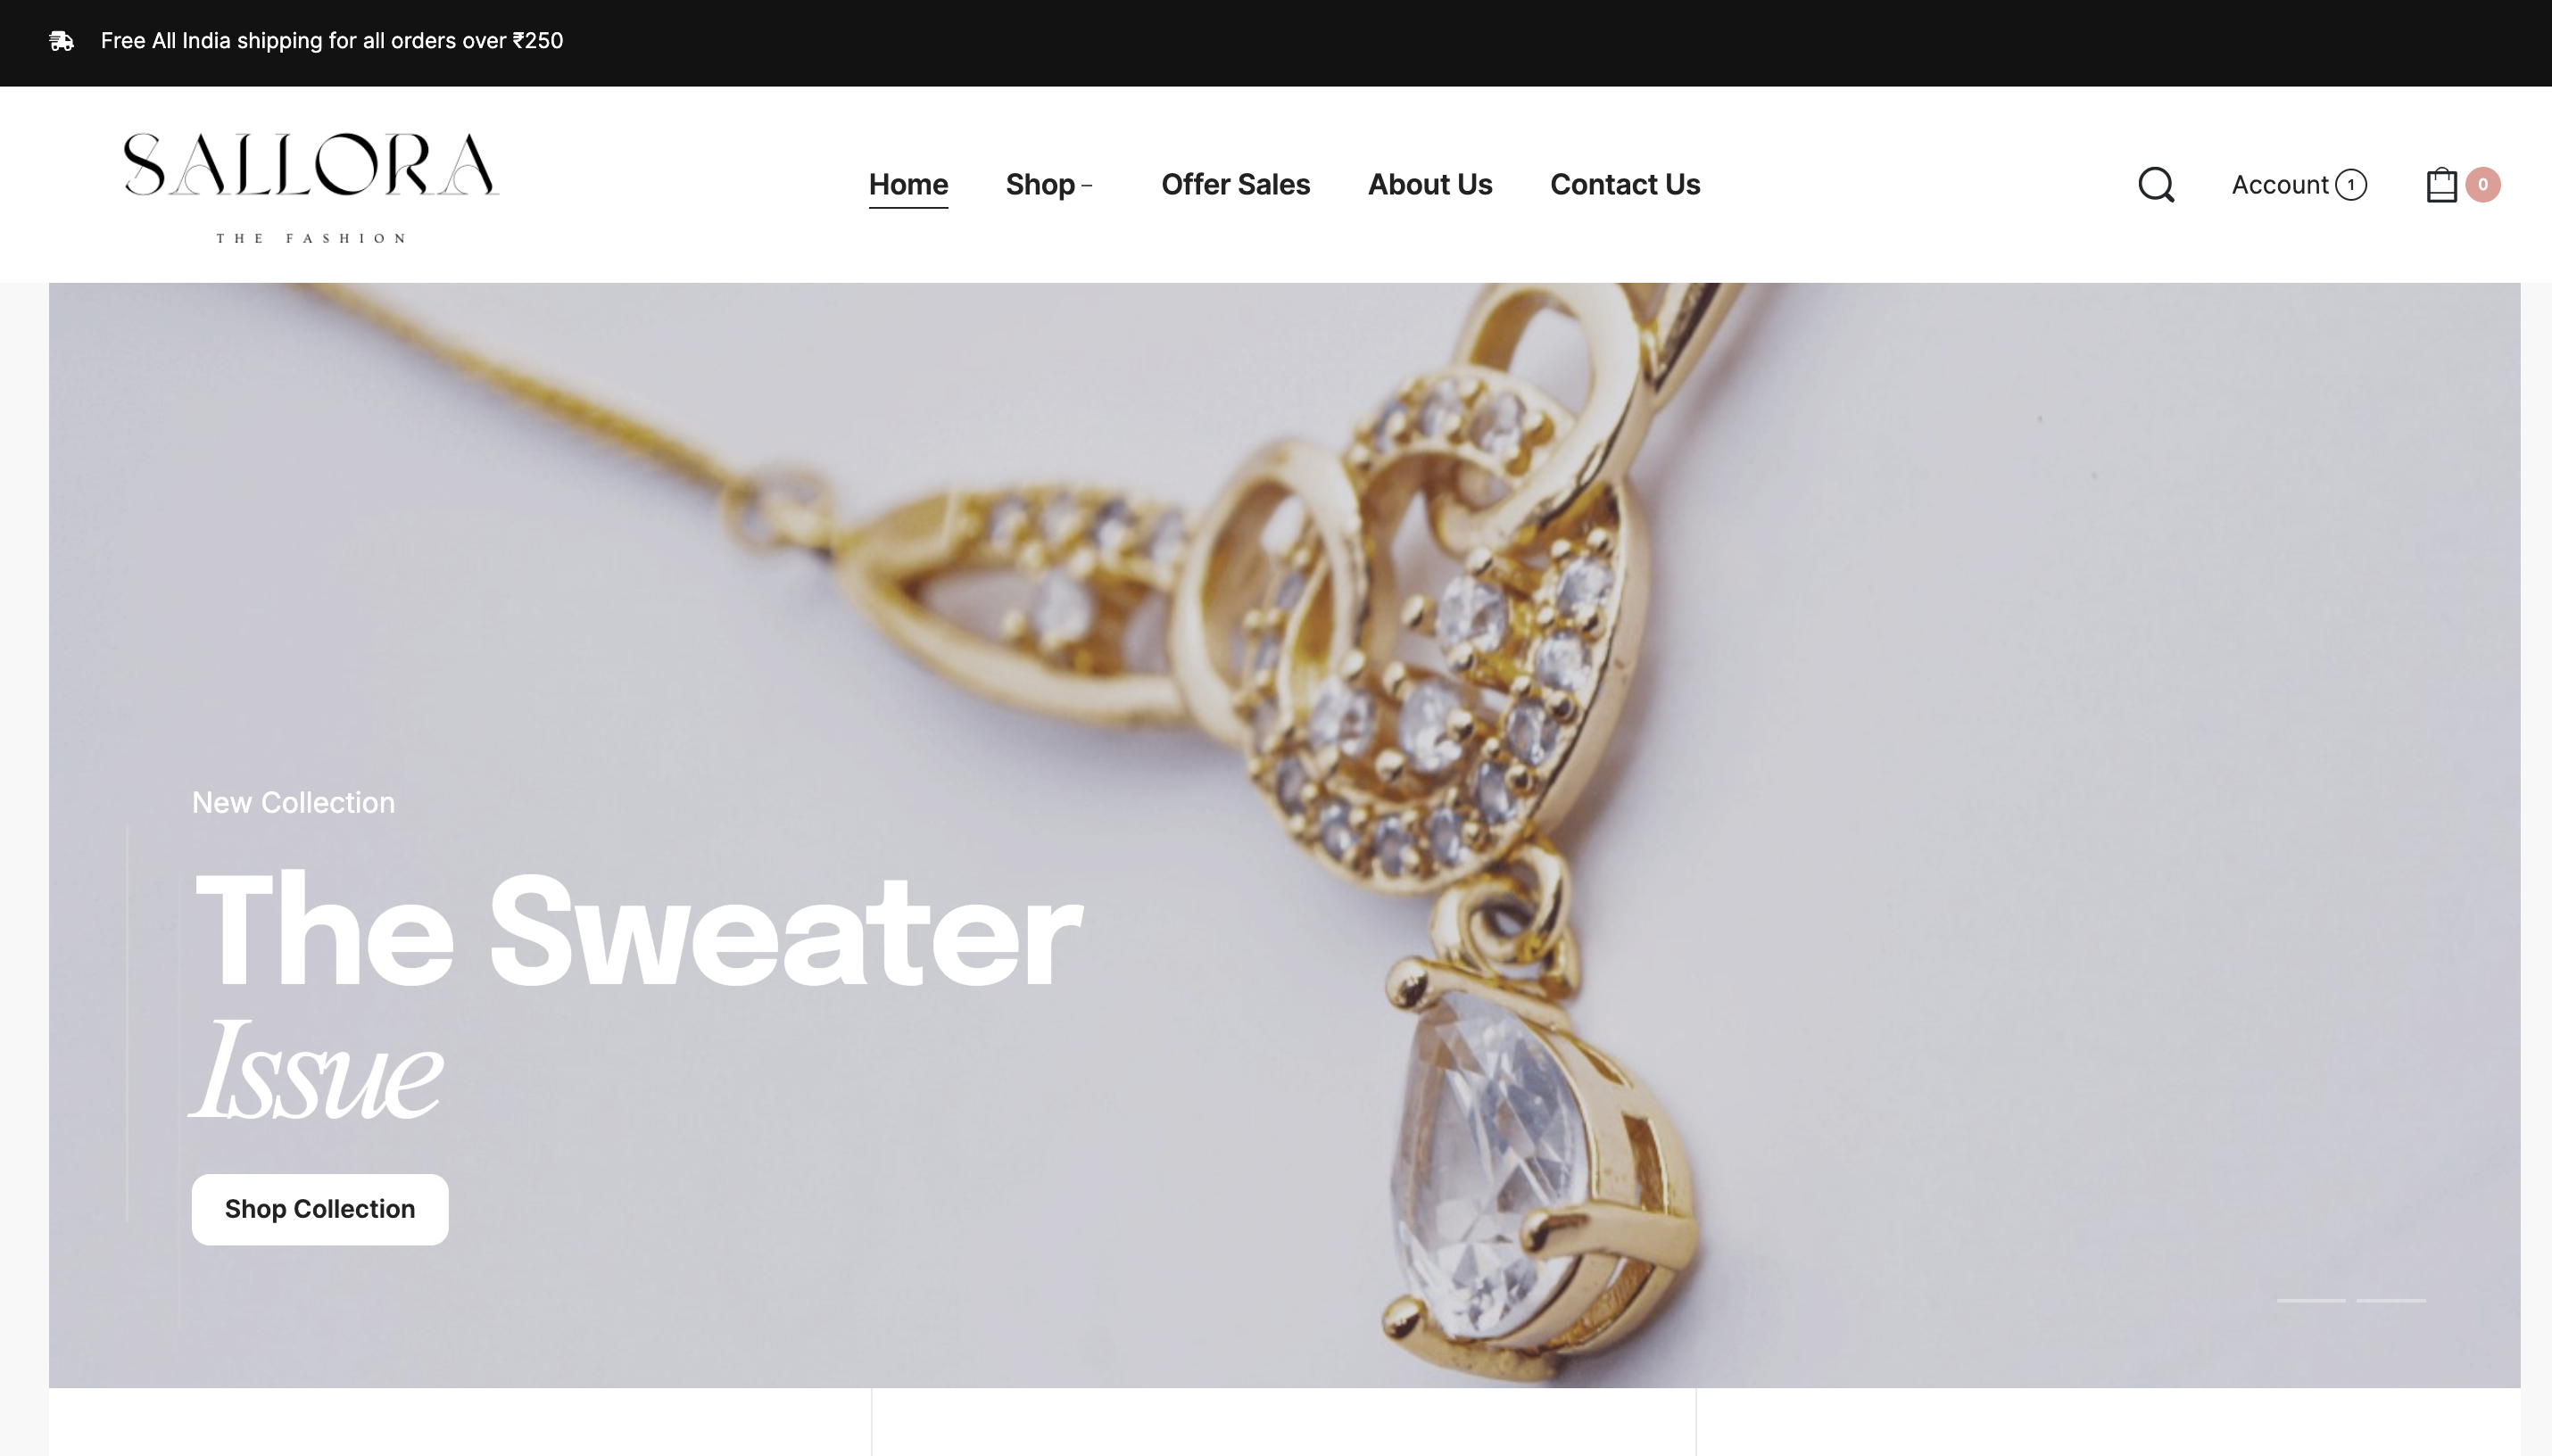 Free All India shipping for all orders over ₹250
SALLORA
THE FASHION
Home Shop – Offer Sales About Us Contact Us
Account 1
0
New Collection
The Sweater
Issue
Shop Collection